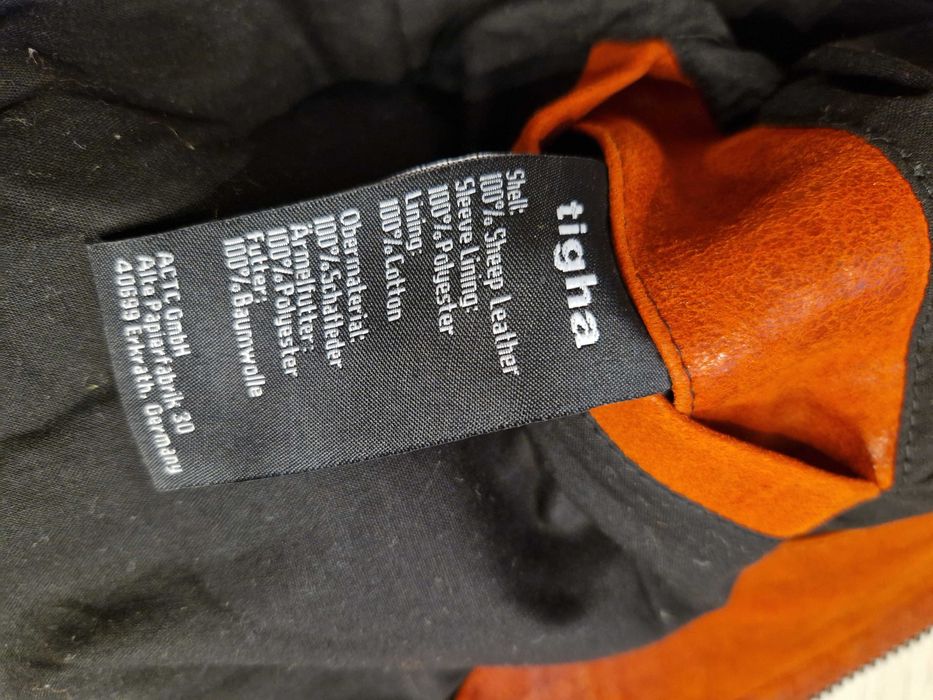 tigha
Shell:
100% Sheep Leather
Sleeve Lining:
100% Polyester
Lining:
100% Cotton
Obermaterial:
100% Schafleder
Ärmelfutter:
100% Polyester
Futter:
100% Baumwolle
ACTC GmbH
Alte Papierfabrik 30
40699 Erkrath, Germany